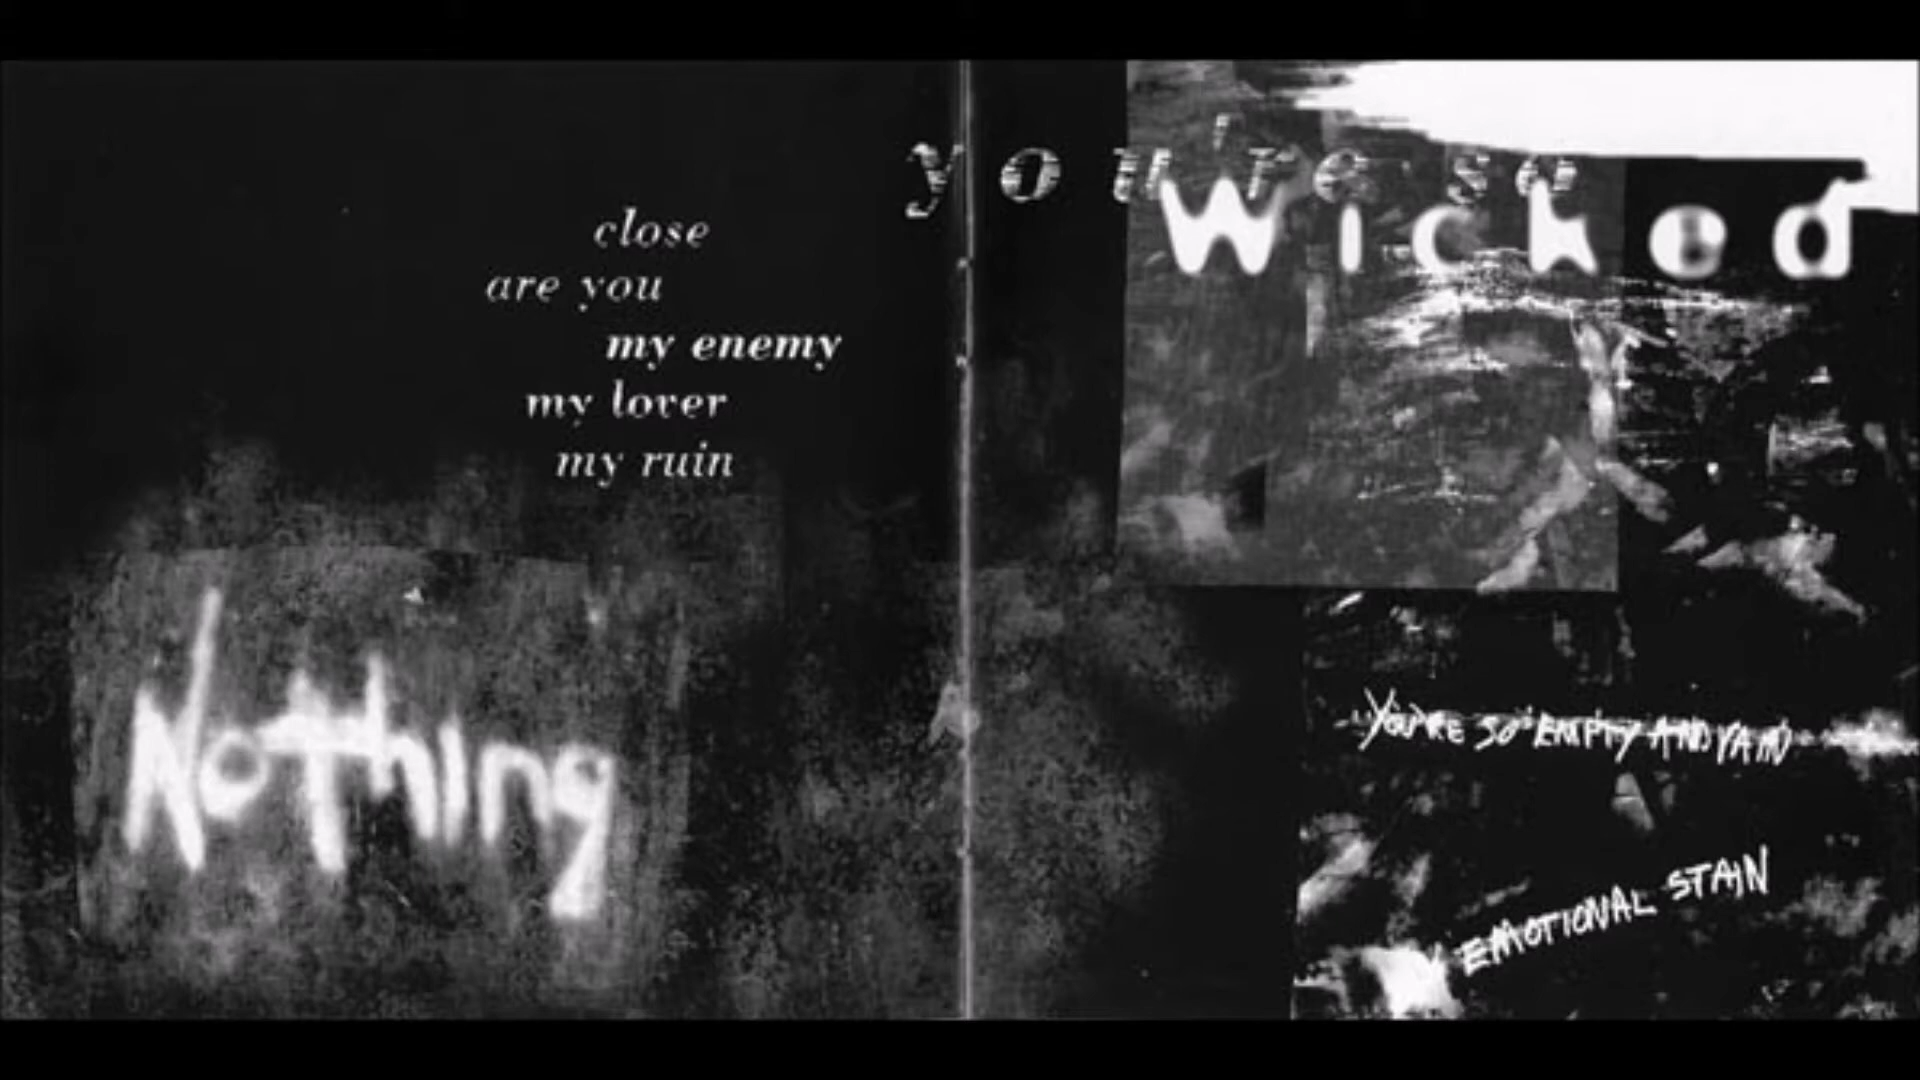 close
are you
my enemy
my lover
my ruin
Nothing
you're so
Wicked
YOU'RE SO EMPTY AND VAIN
EMOTIONAL STAIN